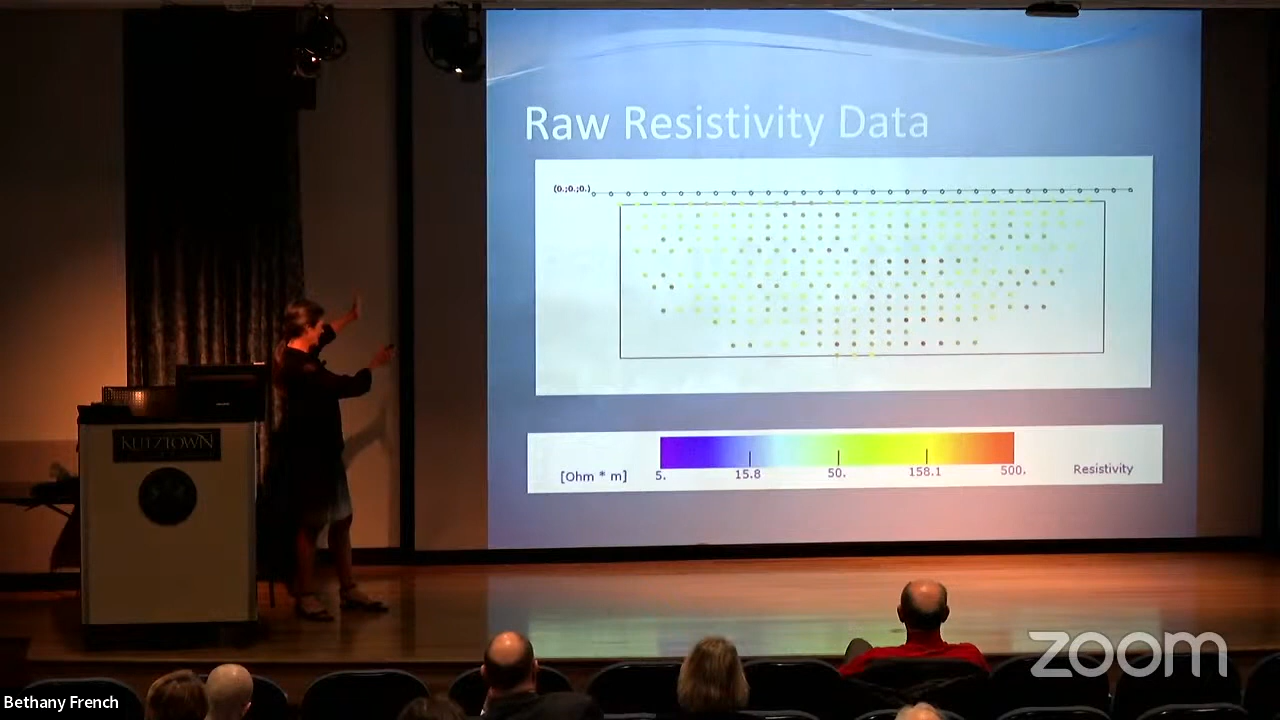 Raw Resistivity Data
(0.;0.;0.)
[Ohm * m]
5.
15.8
50.
158.1
500.
Resistivity
KUTZTOWN
zoom
Bethany French